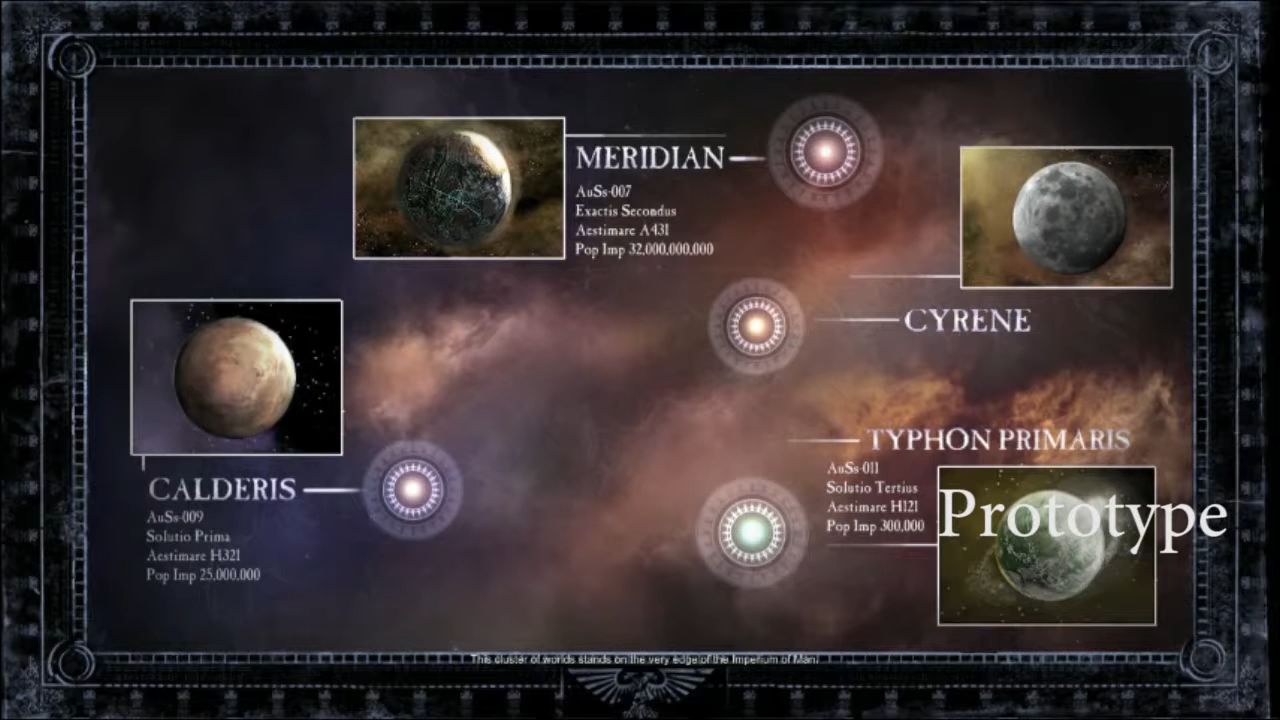 MERIDIAN
AuSs-007
Exactis Secondus
Aestimare A431
Pop Imp 32,000,000,000
CYRENE
TYPHON PRIMARIS
AuSs-011
Solutio Tertius
Aestimare H121
Pop Imp 300,000
Prototype
CALDERIS
AuSs-009
Solutio Prima
Aestimare H321
Pop Imp 25,000,000
This cluster of worlds stands on the very edge of the Imperium of Man.